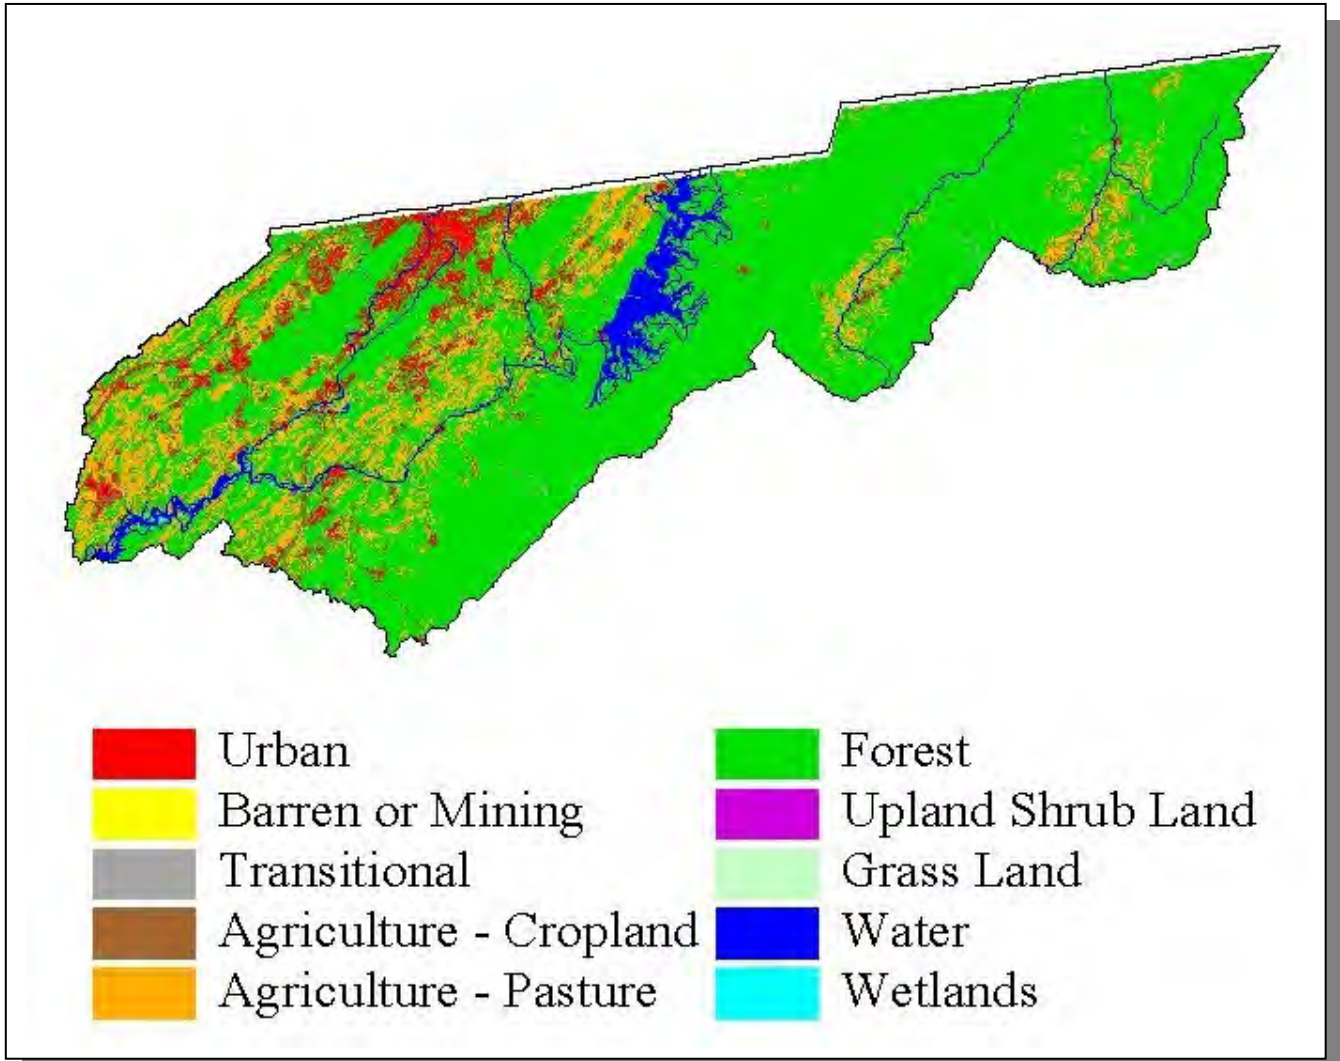 Urban
Barren or Mining
Transitional
Agriculture - Cropland
Agriculture - Pasture
Forest
Upland Shrub Land
Grass Land
Water
Wetlands